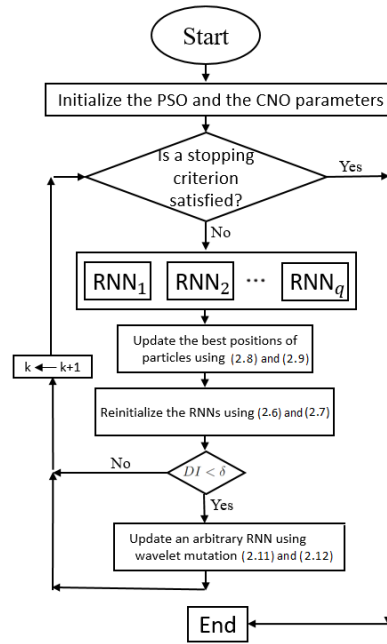 Start
Initialize the PSO and the CNO parameters
Is a stopping
criterion
satisfied?
Yes
No
RNN₁ RNN₂ ⋯ RNN_q
Update the best positions of
particles using (2.8) and (2.9)
k ⟵ k+1
Reinitialize the RNNs using (2.6) and (2.7)
No
DI < δ
Yes
Update an arbitrary RNN using
wavelet mutation (2.11) and (2.12)
End